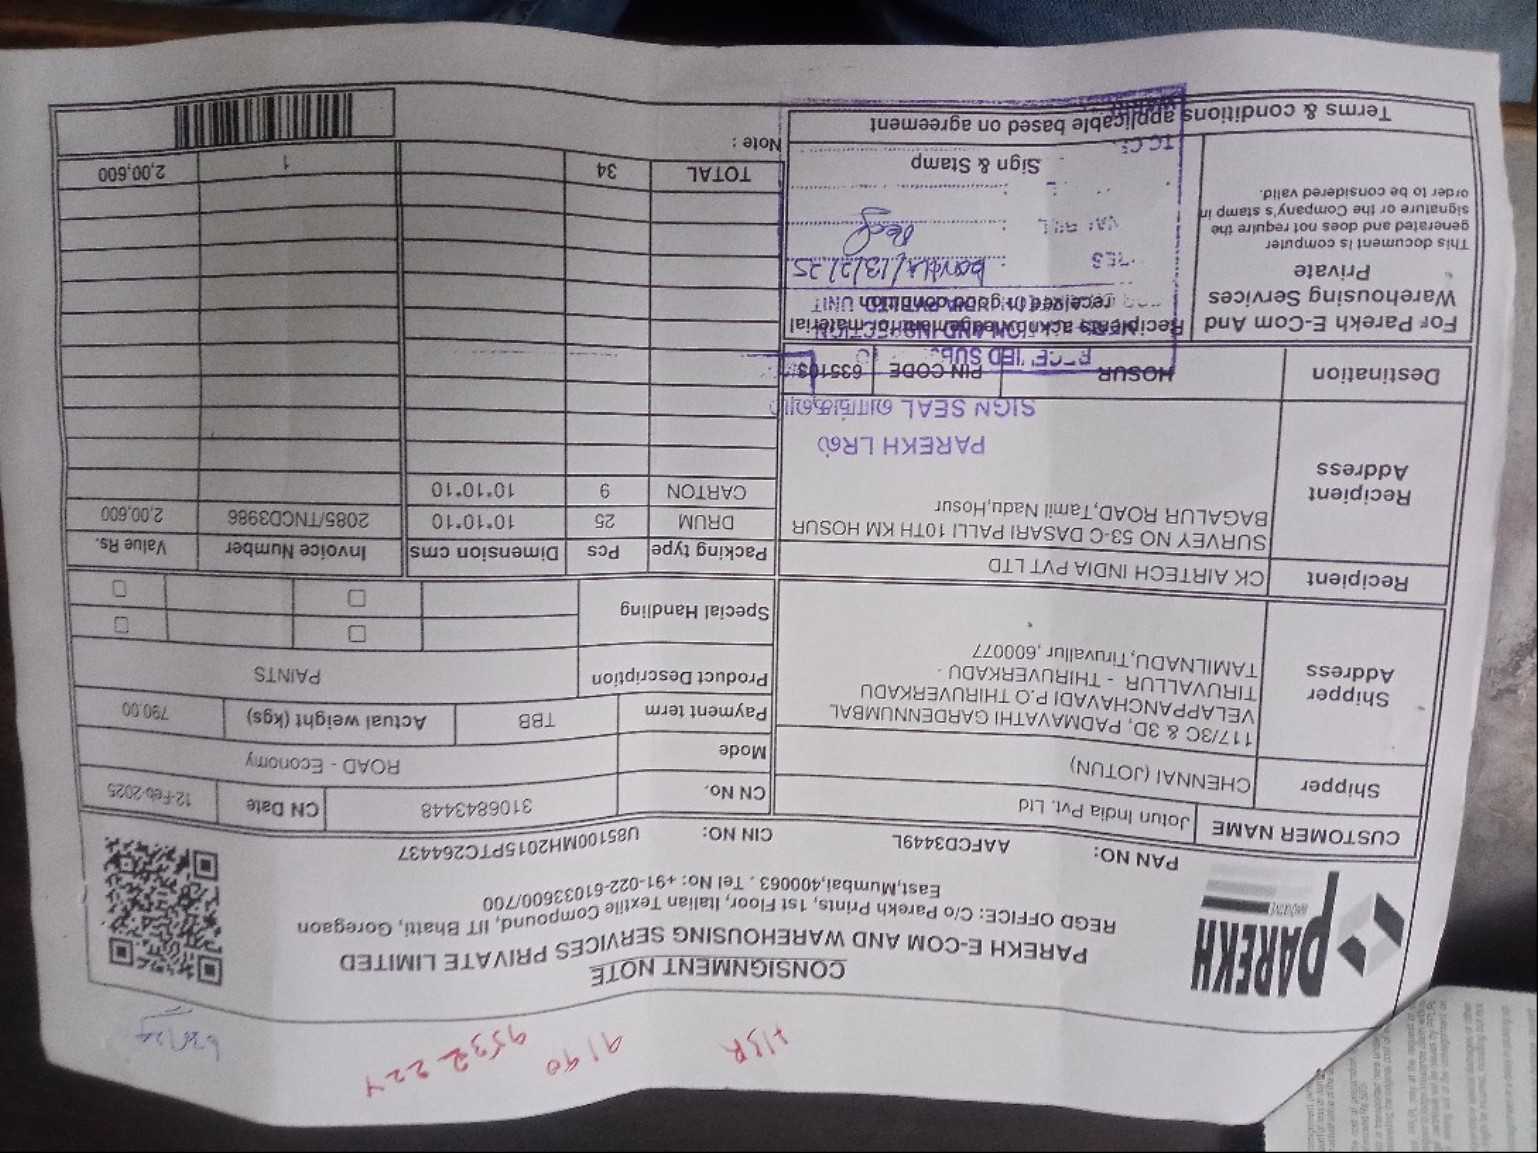 HSR 9190 9532 224
PAREKH
CONSIGNMENT NOTE
PAREKH E-COM AND WAREHOUSING SERVICES PRIVATE LIMITED
REGD OFFICE: C/o Parekh Prints, 1st Floor, Italian Textile Compound, IIT Bhatti, Goregaon
East,Mumbai,400063 . Tel No: +91-022-61033600/700
PAN NO: AAFCD3449L CIN NO: U85100MH2015PTC264437
CUSTOMER NAME Jotun India Pvt. Ltd
CN No. 3106843448 CN Date 12-Feb-2025
Shipper CHENNAI (JOTUN)
Mode ROAD - Economy
Shipper Address
117/3C & 3D, PADMAVATHI GARDENNUMBAL
VELAPPANCHAVADI P.O THIRUVERKADU
TIRUVALLUR - THIRUVERKADU -
TAMILNADU,Tiruvallur ,600077
Payment term TBB Actual weight (kgs) 790.00
Product Description PAINTS
Special Handling
Recipient CK AIRTECH INDIA PVT LTD
Recipient Address
SURVEY NO 53-C DASARI PALLI 10TH KM HOSUR
BAGALUR ROAD,Tamil Nadu,Hosur
Packing type Pcs Dimension cms Invoice Number Value Rs.
DRUM 25 10*10*10 2085/TNCD3986 2,00,600
CARTON 9 10*10*10
PAREKH LRல்
SIGN SEAL
Destination HOSUR PIN CODE 635103
For Parekh E-Com And
Warehousing Services
Private
This document is computer
generated and does not require the
signature or the Company's stamp in
order to be considered valid.
Recipients acknowledgement for material
received in good condition
13/2/25
Sign & Stamp
TOTAL 34 1 2,00,600
Note :
Terms & conditions applicable based on agreement